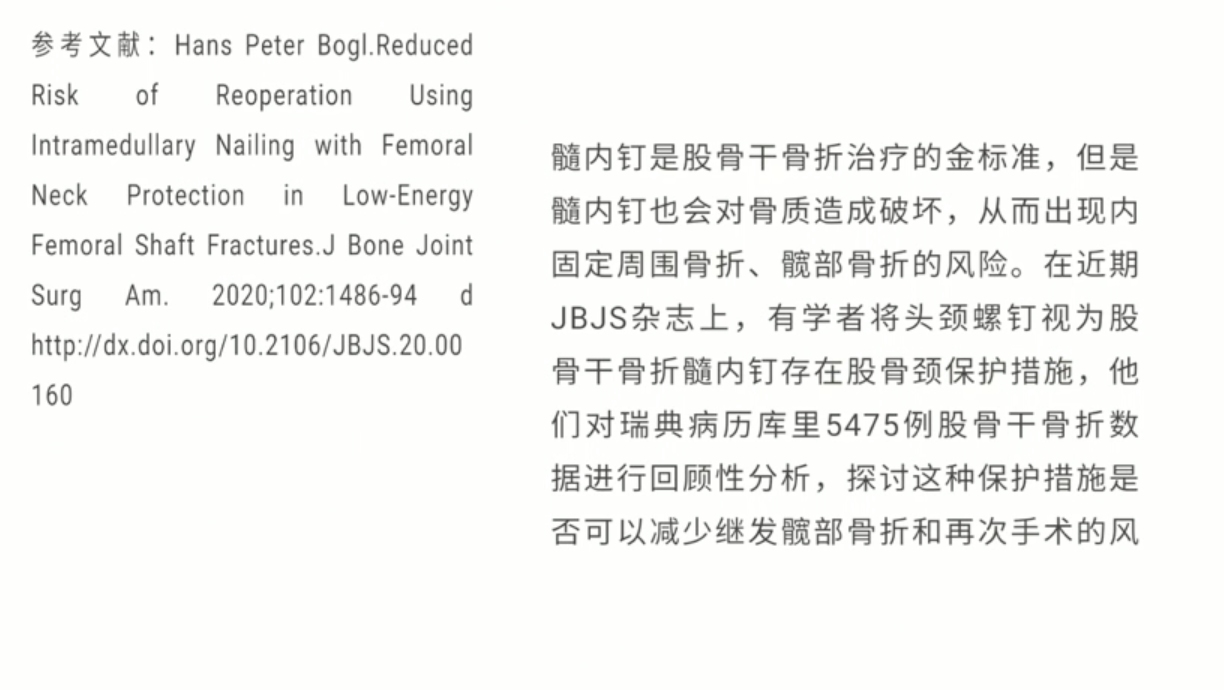 参考文献：Hans Peter Bogl.Reduced
Risk of Reoperation Using
Intramedullary Nailing with Femoral
Neck Protection in Low-Energy
Femoral Shaft Fractures.J Bone Joint
Surg Am. 2020;102:1486-94 d
http://dx.doi.org/10.2106/JBJS.20.00
160
髓内钉是股骨干骨折治疗的金标准，但是
髓内钉也会对骨质造成破坏，从而出现内
固定周围骨折、髋部骨折的风险。在近期
JBJS杂志上，有学者将头颈螺钉视为股
骨干骨折髓内钉存在股骨颈保护措施，他
们对瑞典病历库里5475例股骨干骨折数
据进行回顾性分析，探讨这种保护措施是
否可以减少继发髋部骨折和再次手术的风